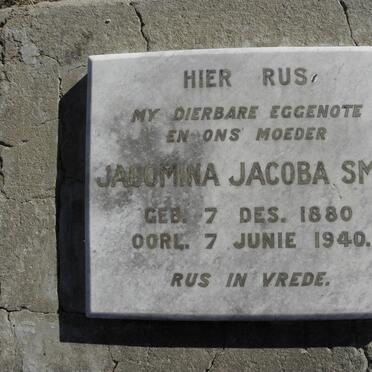 HIER RUS
MY DIERBARE EGGENOTE
EN ONS MOEDER
JACOMINA JACOBA SM
GEB. 7 DES. 1880
OORL. 7 JUNIE 1940.
RUS IN VREDE.